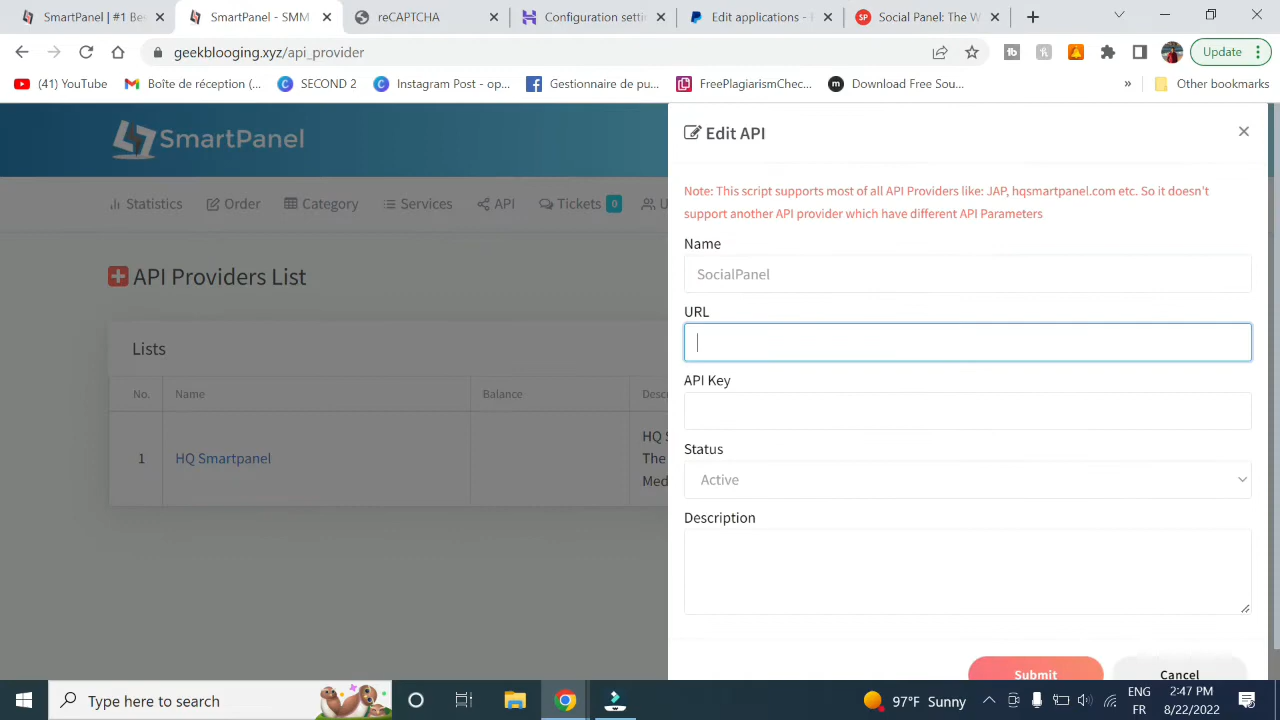 SmartPanel | #1 Bes
SmartPanel - SMM
reCAPTCHA
Configuration setti
Edit applications - P
SP
Social Panel: The W
geekblooging.xyz/api_provider
tb
h
Update
(41) YouTube
Boîte de réception (...
SECOND 2
Instagram Post - op...
Gestionnaire de pu...
FreePlagiarismChec...
Download Free Sou...
»
Other bookmarks
SmartPanel
Statistics
Order
Category
Services
API
Tickets 0
U
API Providers List
Lists
No.
Name
Balance
Descr
1
HQ Smartpanel
HQ S
The
Med
Edit API
Note: This script supports most of all API Providers like: JAP, hqsmartpanel.com etc. So it doesn't
support another API provider which have different API Parameters
Name
SocialPanel
URL
API Key
Status
Active
Description
Submit
Cancel
Type here to search
97°F Sunny
ENG
FR
2:47 PM
8/22/2022